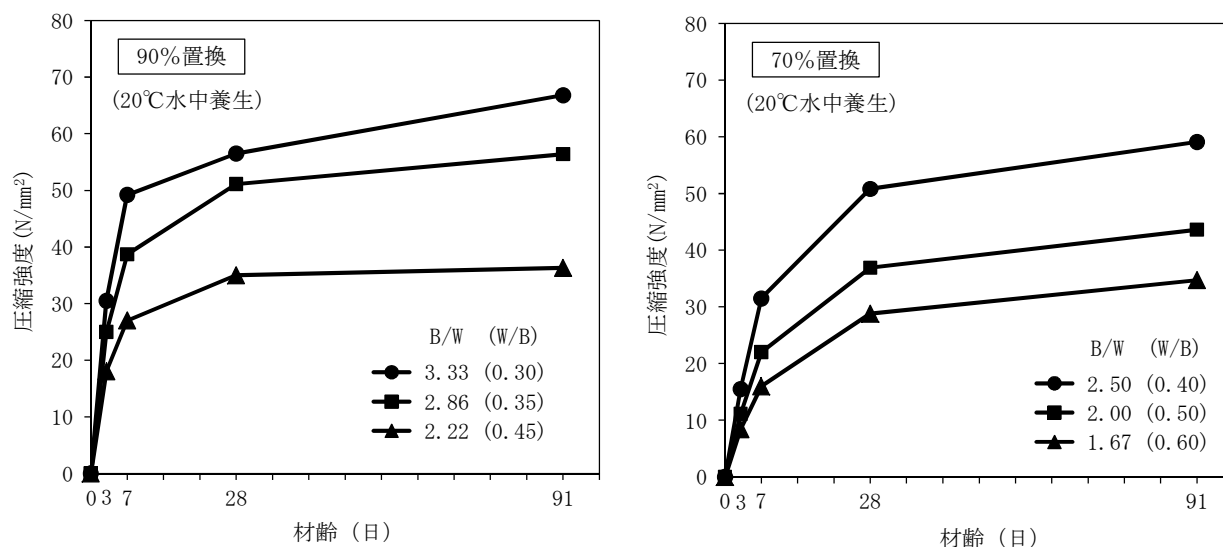 80
70
60
50
40
30
20
10
0
圧縮強度(N/mm²)
90%置換
(20℃水中養生)
B/W (W/B)
3.33 (0.30)
2.86 (0.35)
2.22 (0.45)
0 3 7 28 91
材齢 (日)
80
70
60
50
40
30
20
10
0
圧縮強度(N/mm²)
70%置換
(20℃水中養生)
B/W (W/B)
2.50 (0.40)
2.00 (0.50)
1.67 (0.60)
0 3 7 28 91
材齢 (日)